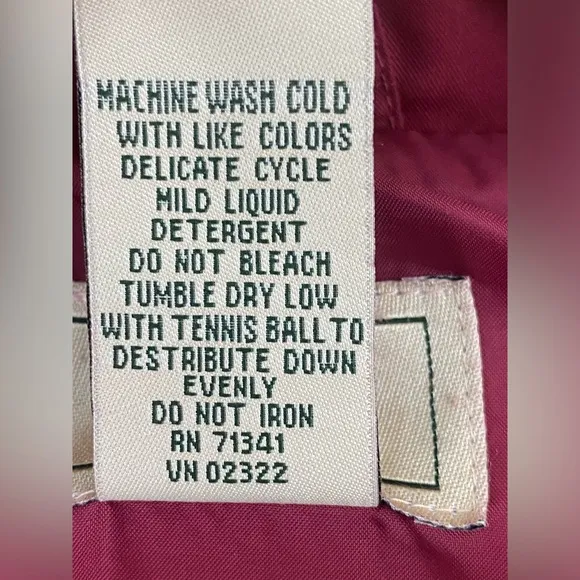 MACHINE WASH COLD
WITH LIKE COLORS
DELICATE CYCLE
MILD LIQUID
DETERGENT
DO NOT BLEACH
TUMBLE DRY LOW
WITH TENNIS BALL TO
DESTRIBUTE DOWN
EVENLY
DO NOT IRON
RN 71341
VN 02322